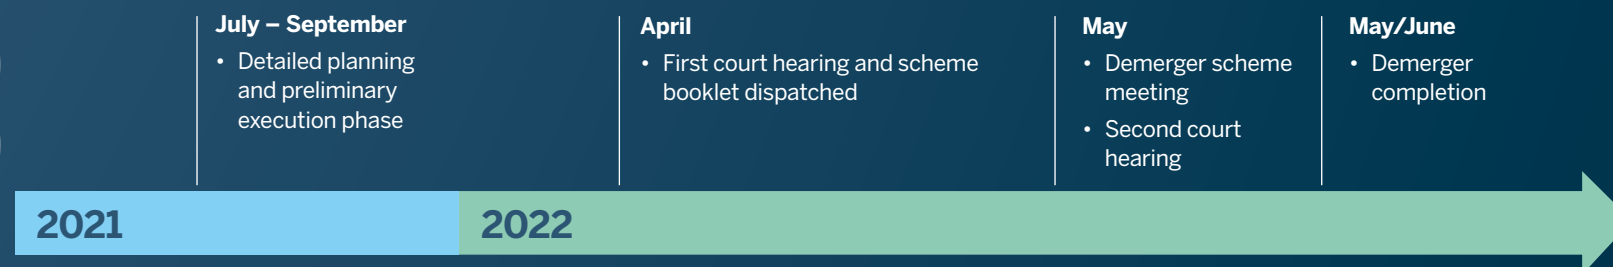 July – September
• Detailed planning
and preliminary
execution phase
April
• First court hearing and scheme
booklet dispatched
May
• Demerger scheme
meeting
• Second court
hearing
May/June
• Demerger
completion
2021
2022